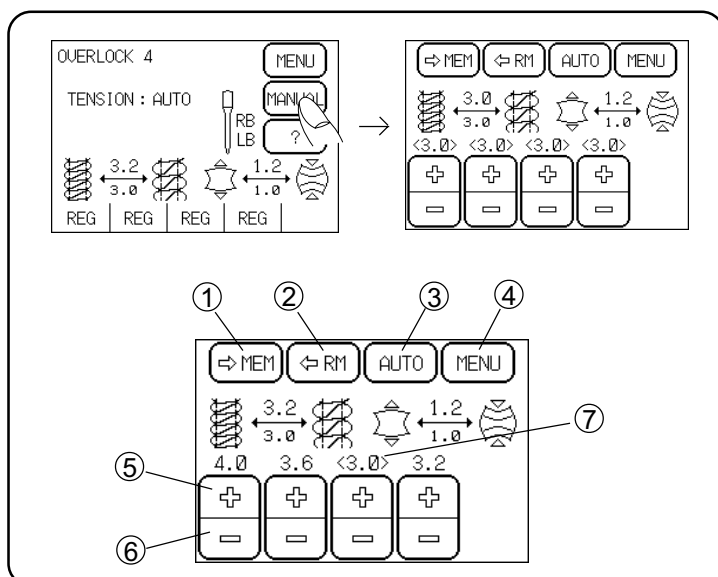 OVERLOCK 4 MENU
TENSION : AUTO MANUAL
RB
LB ?
3.2 1.2
3.0 1.0
REG REG REG REG
⇨ MEM ⇦ RM AUTO MENU
3.0 1.2
3.0 1.0
<3.0> <3.0> <3.0> <3.0>
+ + + +
− − − −
① ② ③ ④
⇨ MEM ⇦ RM AUTO MENU
3.2 1.2
3.0 1.0
⑦
4.0 3.6 <3.0> 3.2
⑤ + + + +
⑥ − − − −